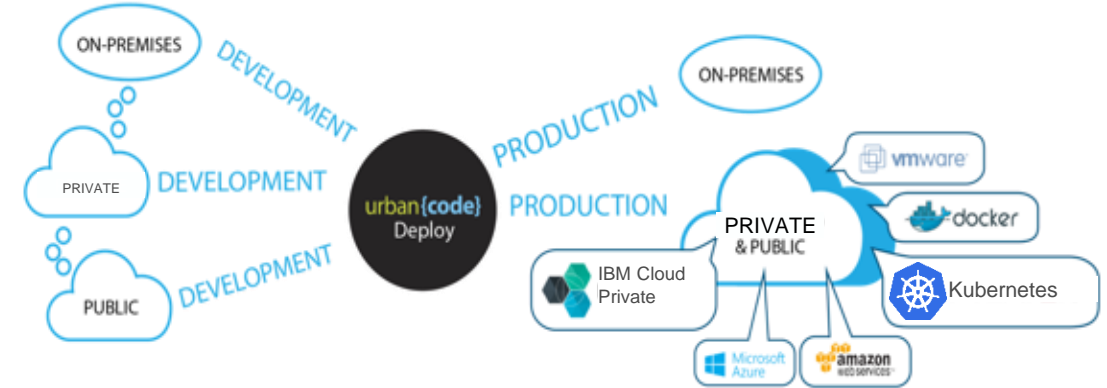 ON-PREMISES
DEVELOPMENT
PRIVATE
DEVELOPMENT
PUBLIC
DEVELOPMENT
urban{code}
Deploy
PRODUCTION
ON-PREMISES
PRODUCTION
PRIVATE
& PUBLIC
vmware
docker
Kubernetes
IBM Cloud
Private
Microsoft
Azure
amazon
web services